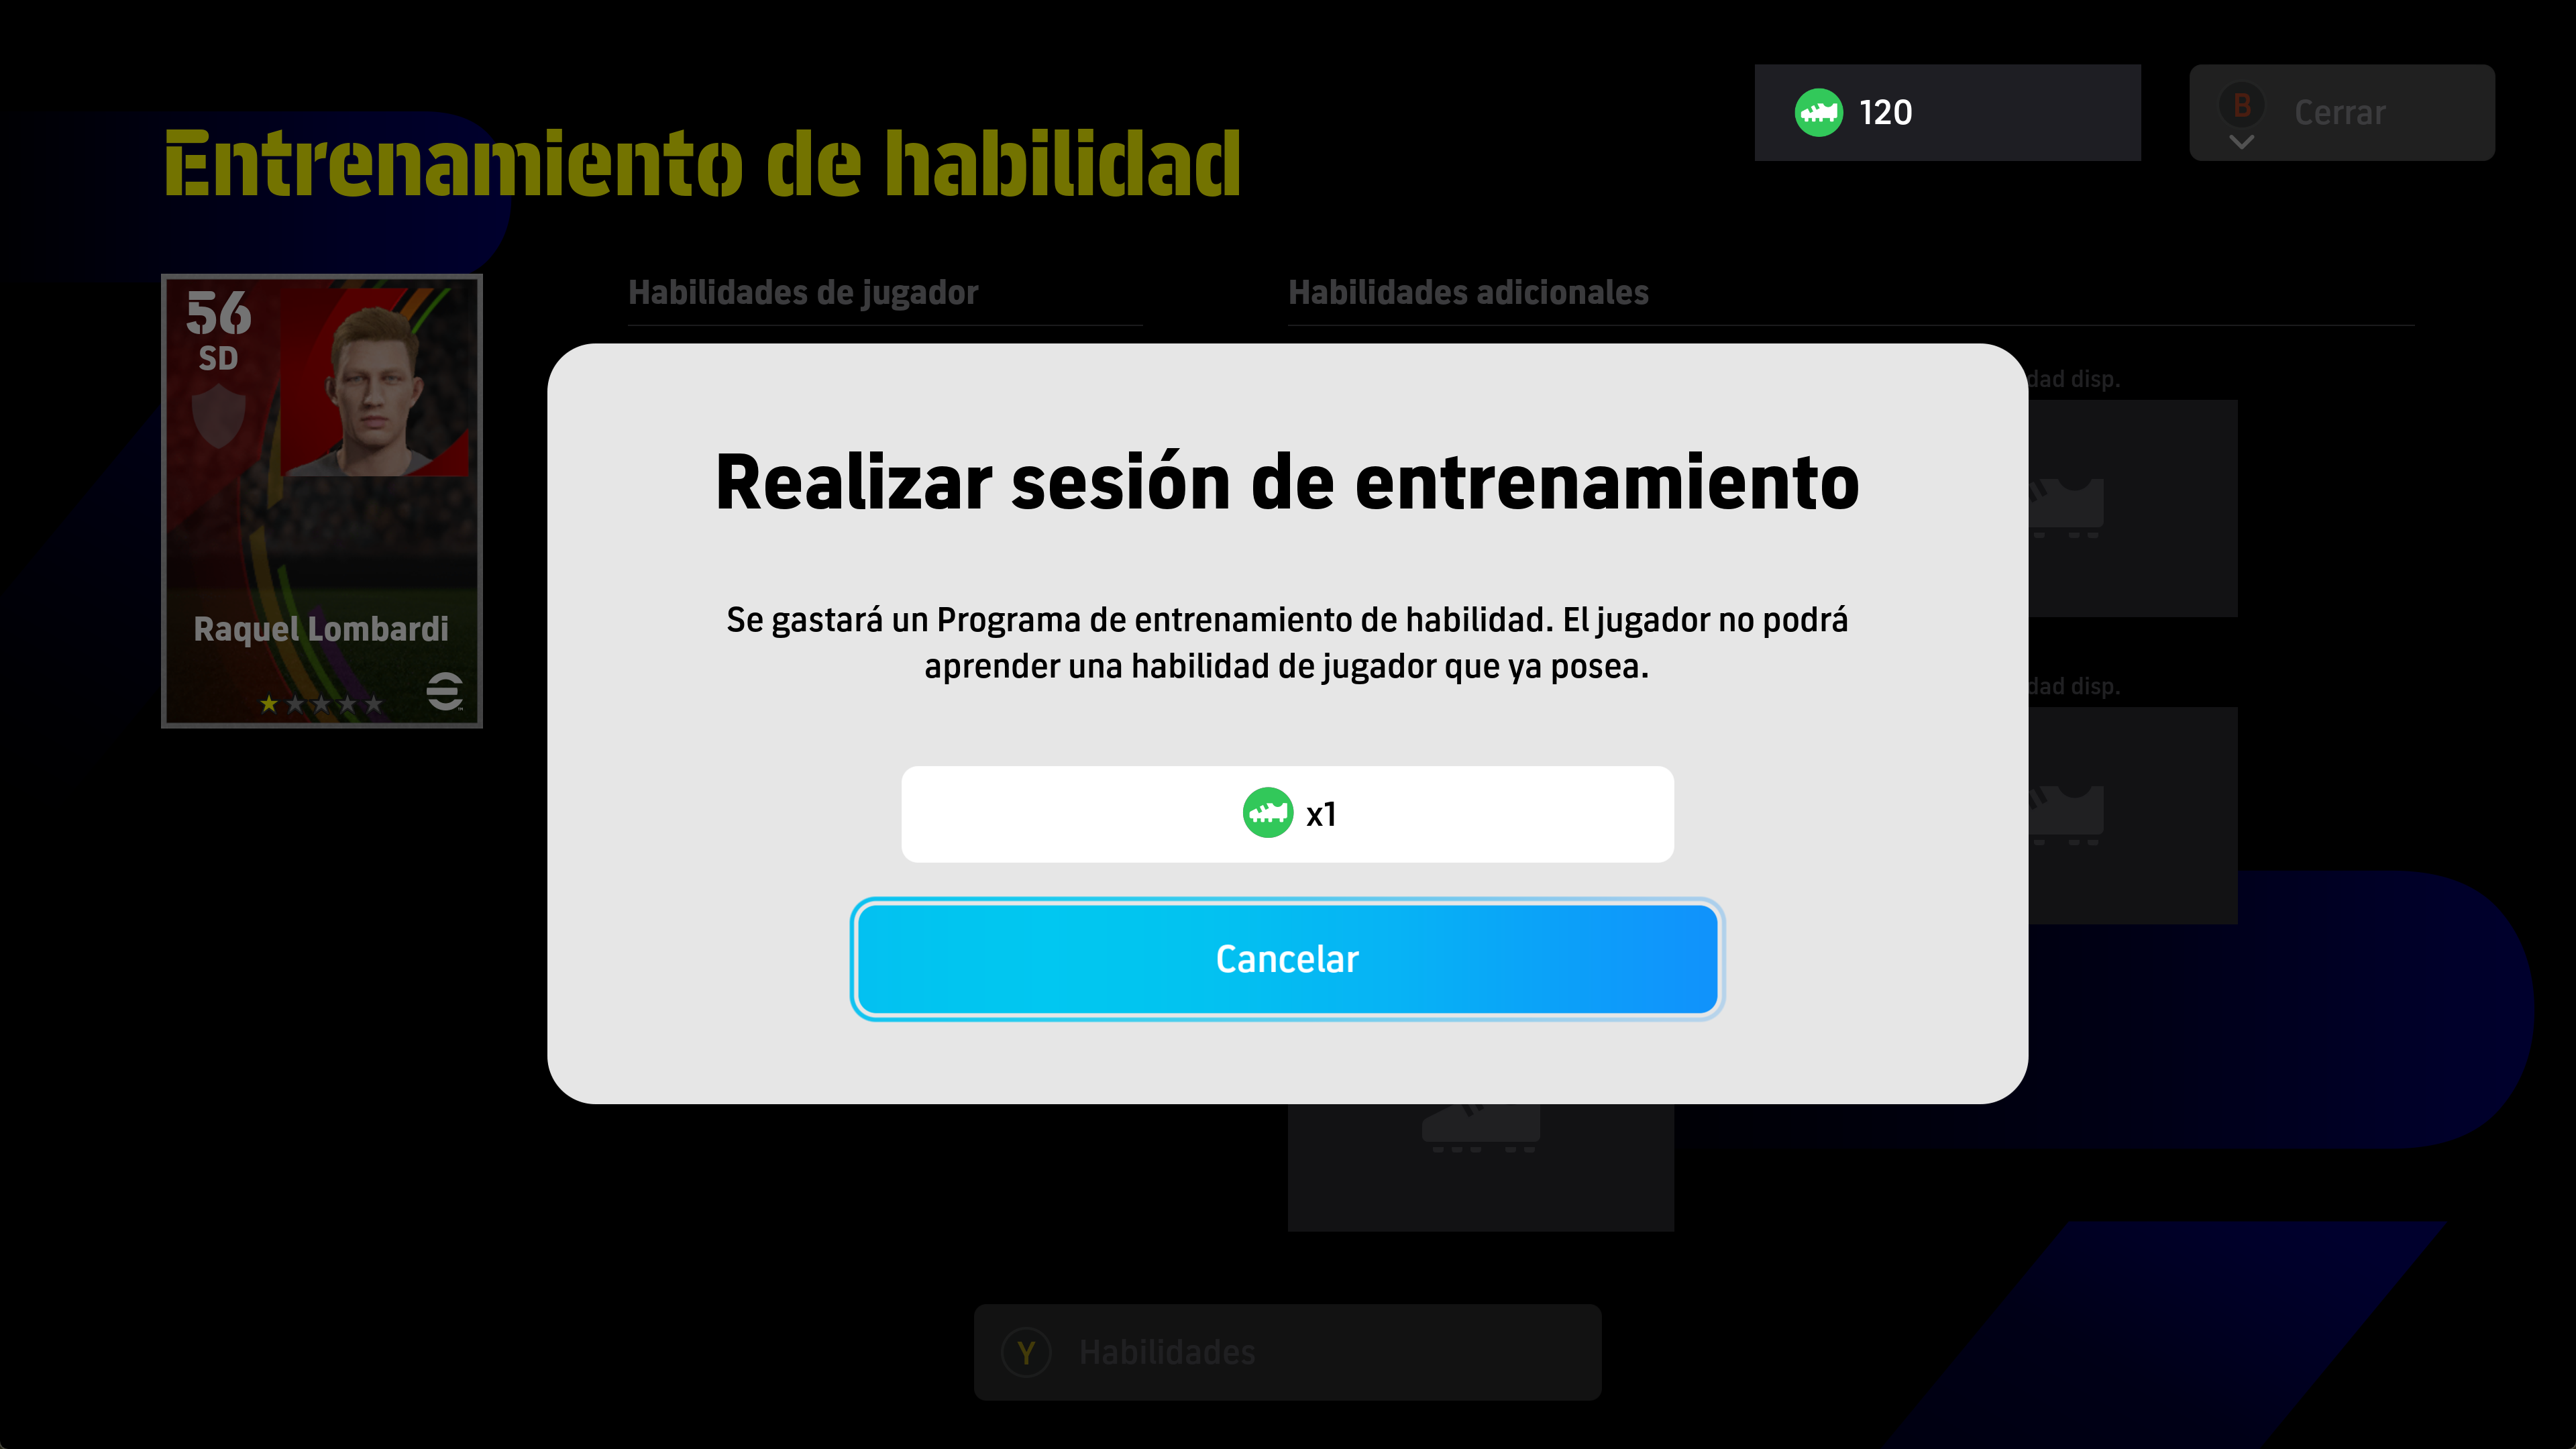 120
B
Cerrar
Entrenamiento de habilidad
Habilidades de jugador
Habilidades adicionales
56
SD
Raquel Lombardi
dad disp.
dad disp.
Realizar sesión de entrenamiento
Se gastará un Programa de entrenamiento de habilidad. El jugador no podrá
aprender una habilidad de jugador que ya posea.
x1
Cancelar
Y
Habilidades